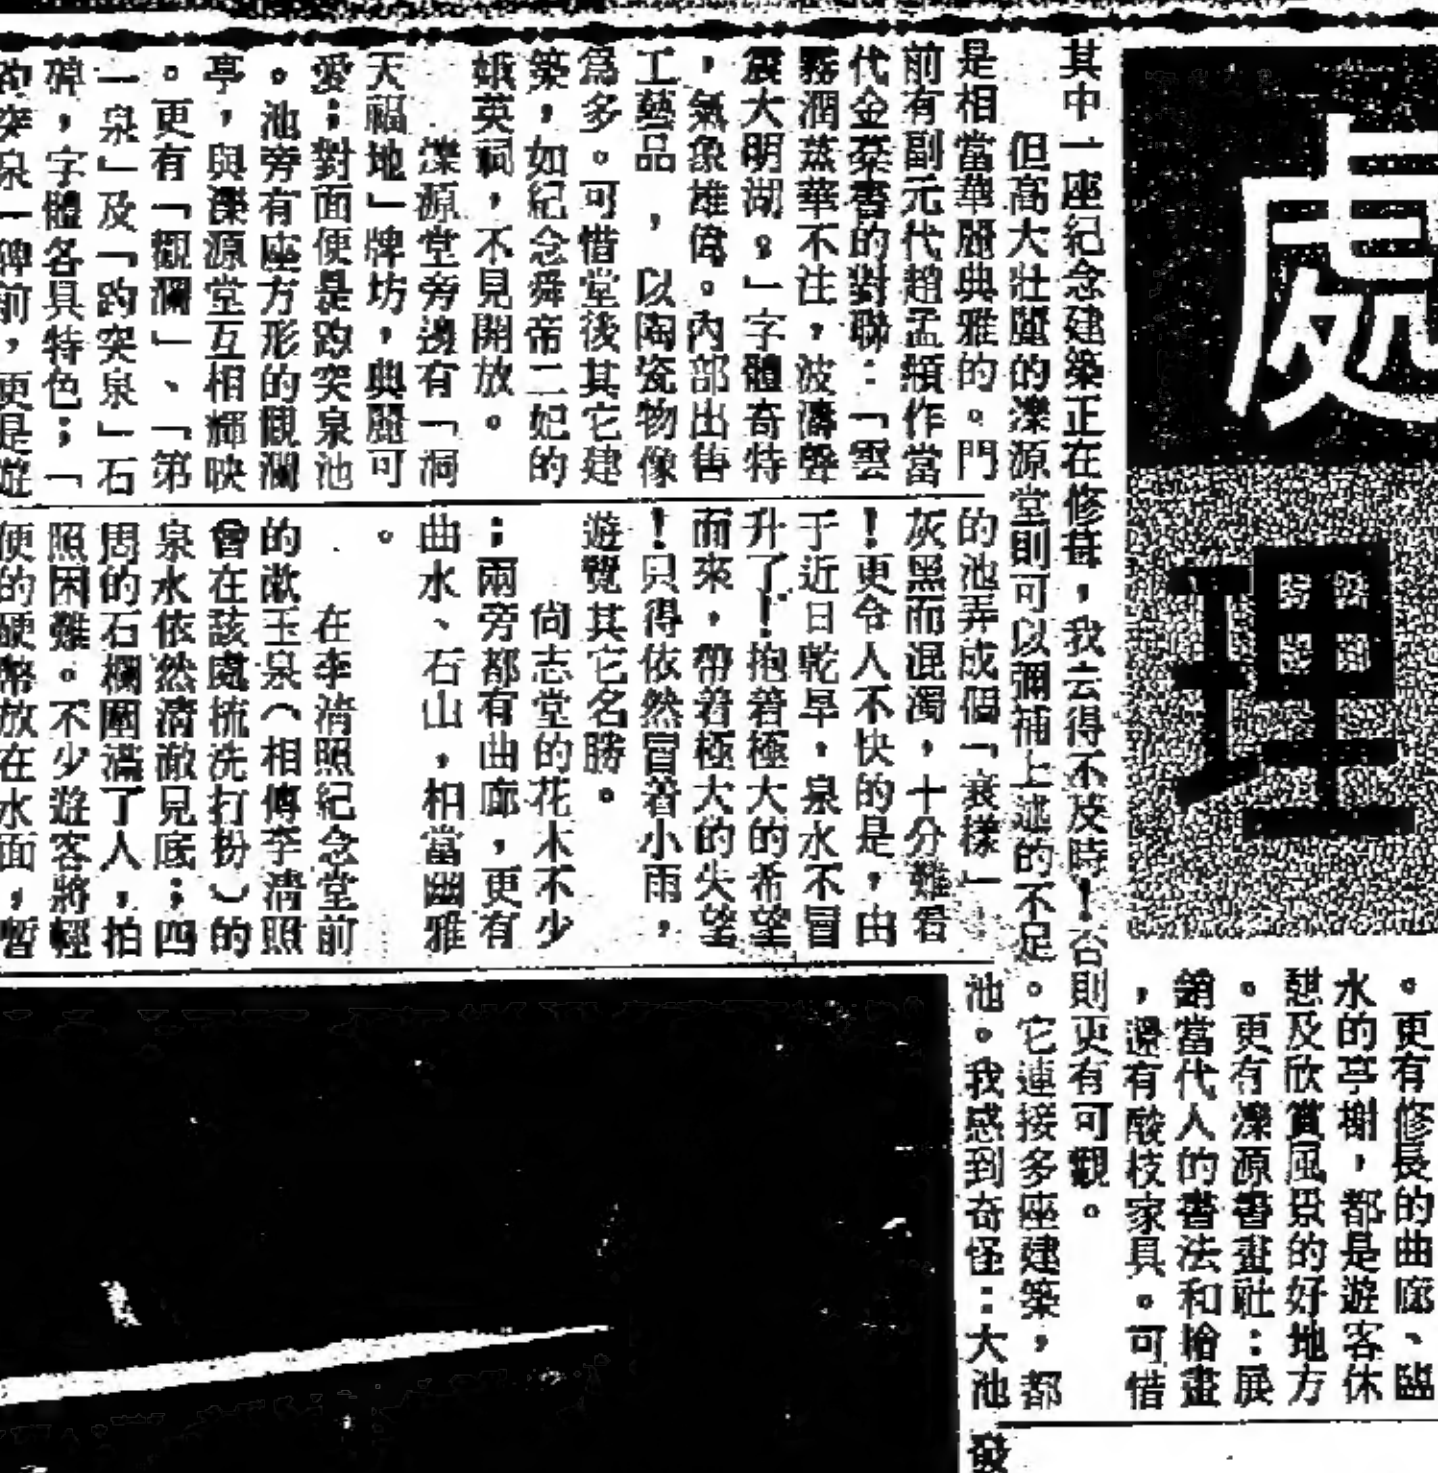 處理
。更有修長的曲廊、臨
水的亭榭，都是遊客休
憇及欣賞風景的好地方
。更有濼源書畫社：展
銷當代人的書法和繪畫
，還有酸枝家具。可惜
其中一座紀念建築正在修葺，我去得不及時！否則更有可觀。
但高大壯麗的濼源堂則可以彌補上述的不足。它連接多座建築，都
是相當華麗典雅的。門
前有副元代趙孟頫作當
代金棻書的對聯：「雲
霧潤蒸華不注，波濤聲
震大明湖。」字體奇特
，氣象雄偉。內部出售
工藝品，以陶瓷物像
爲多。可惜堂後其它建
築，如紀念舜帝二妃的
娥英祠，不見開放。
濼源堂旁邊有「洞
天福地」牌坊，典麗可
愛；對面便是趵突泉池
。池旁有座方形的觀瀾
亭，與濼源堂互相輝映
。更有「觀瀾」、「第
一泉」及「趵突泉」石
碑，字體各具特色；「
趵突泉」碑前，更是遊
池。我感到奇怪：大池
發
的池弄成個「衰樣」，
灰黑而混濁，十分難看
！更令人不快的是，由
于近日乾旱，泉水不冒
升了！抱着極大的希望
而來，帶着極大的失望
！只得依然冒着小雨，
遊覽其它名勝。
尙志堂的花木不少
；兩旁都有曲廊，更有
曲水、石山，相當幽雅
。
在李清照紀念堂前
的漱玉泉（相傳李清照
曾在該處梳洗打扮）的
泉水依然清澈見底；四
周的石欄圍滿了人，拍
照困難。不少遊客將輕
便的硬幣放在水面，暫